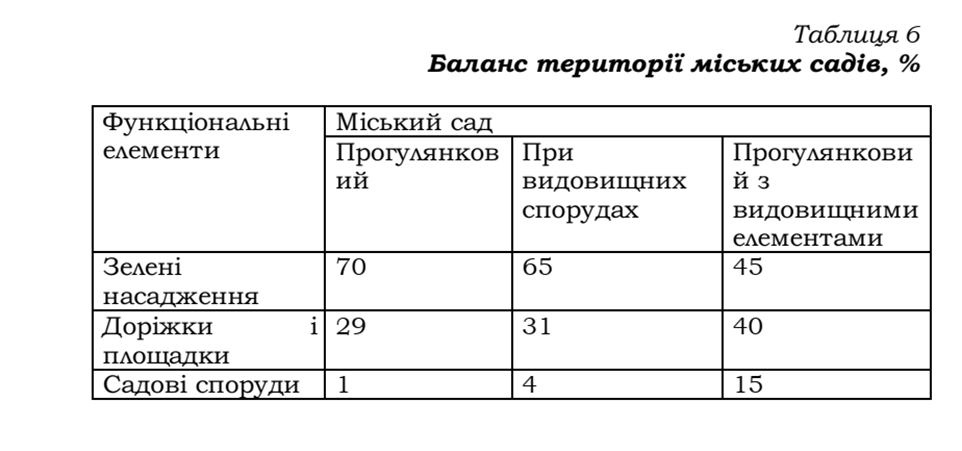 Таблиця 6
Баланс території міських садів, %
Функціональні елементи
Міський сад
Прогулянков
ий
При
видовищних
спорудах
Прогулянкови
й з
видовищними
елементами
Зелені
насадження
70
65
45
Доріжки і
площадки
29
31
40
Садові споруди
1
4
15